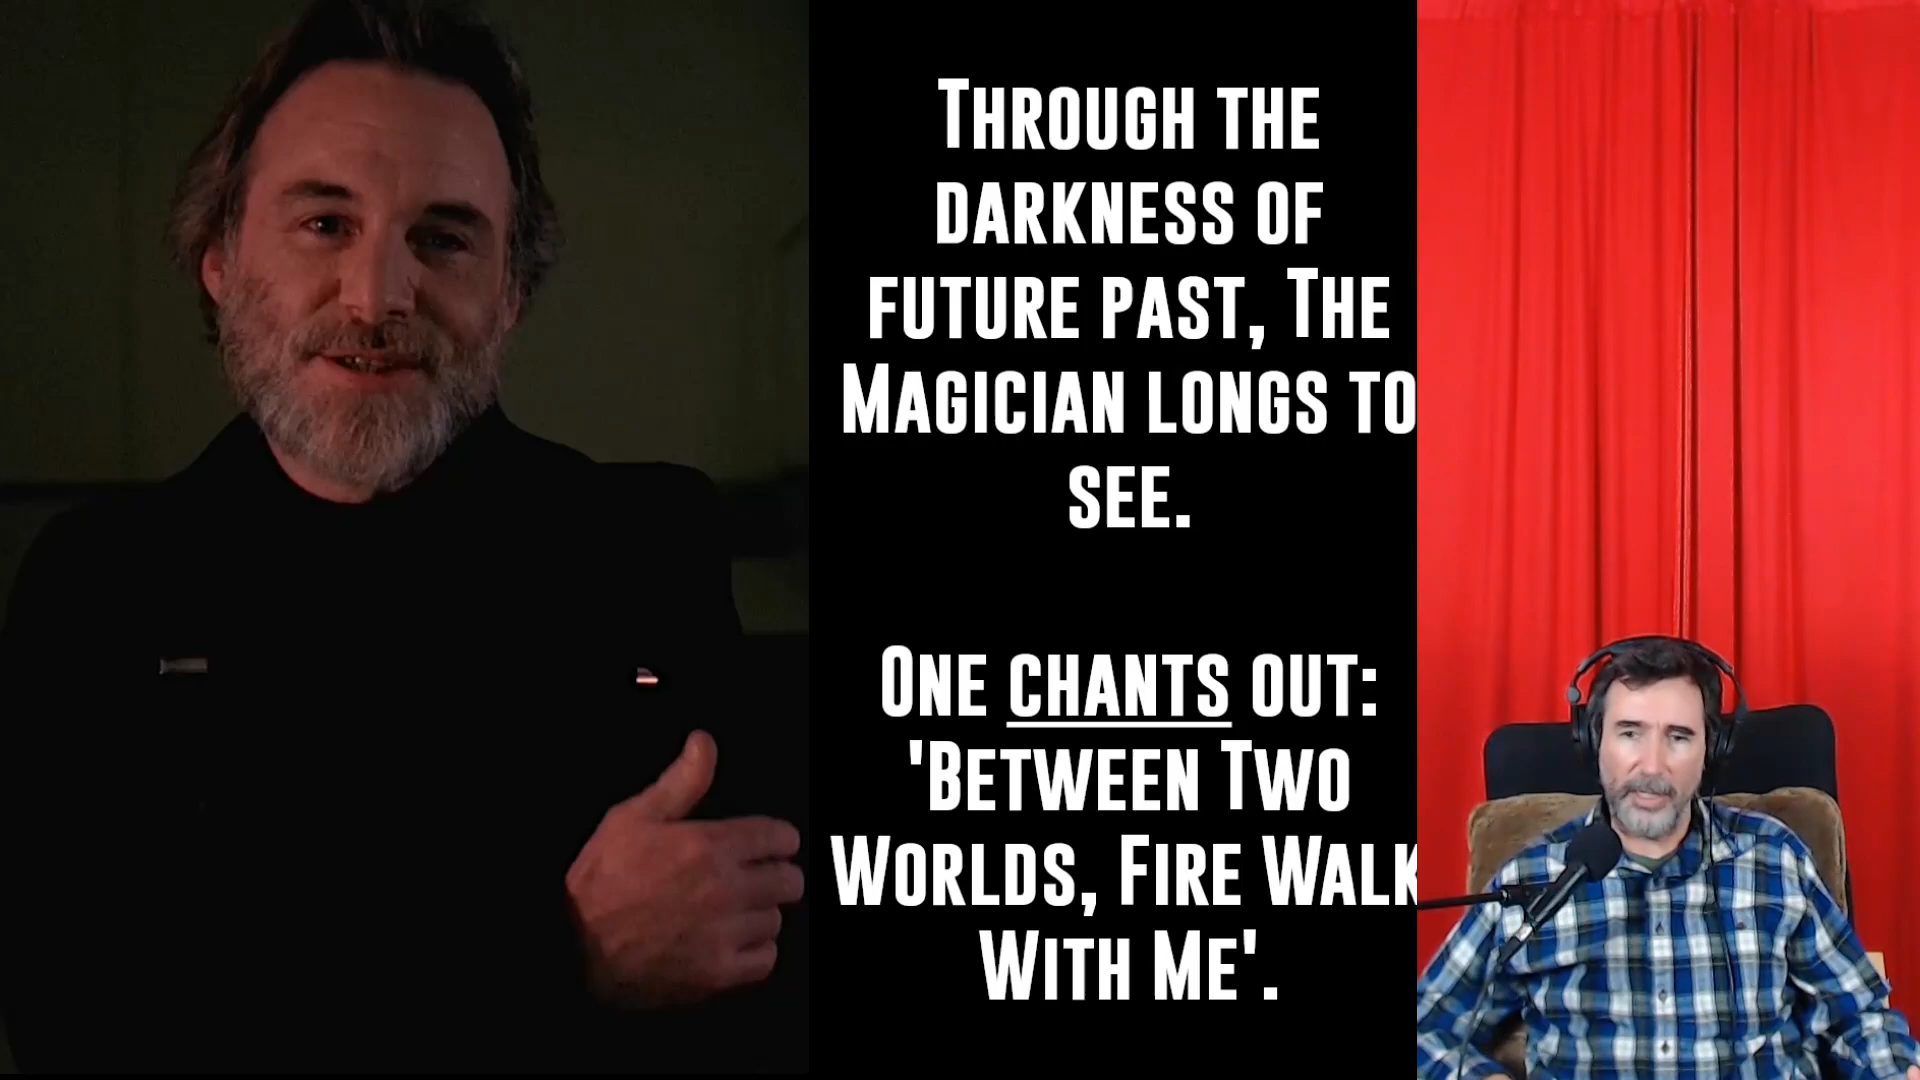 Through the
darkness of
future past, The
Magician longs to
see.
One chants out:
'Between Two
Worlds, Fire Walk
With Me'.